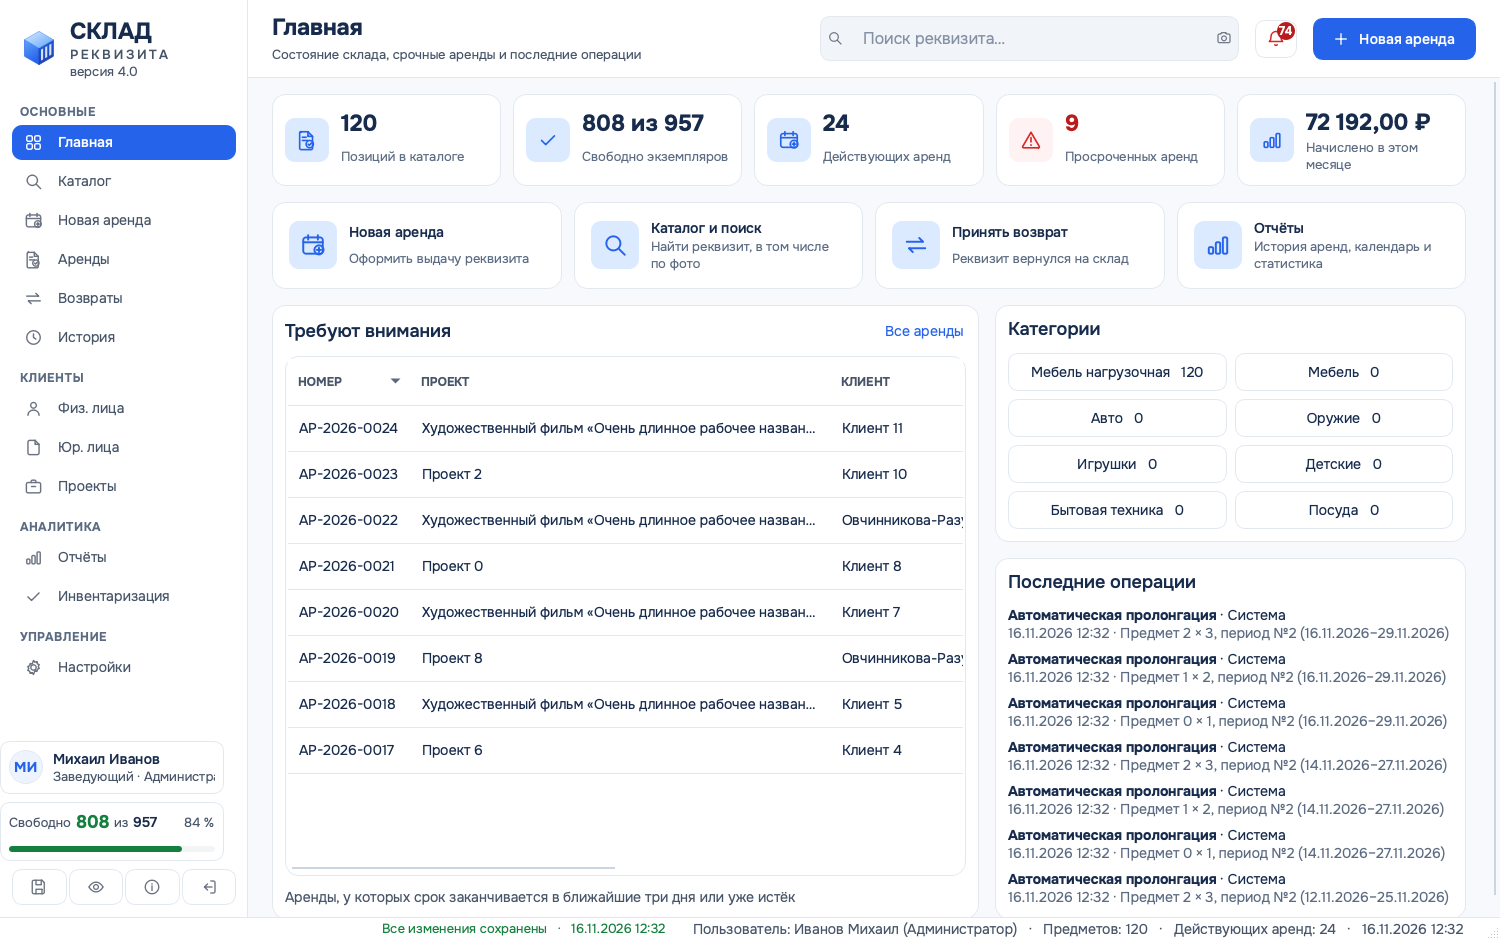 СКЛАД
РЕКВИЗИТА
версия 4.0
ОСНОВНЫЕ
Главная
Каталог
Новая аренда
Аренды
Возвраты
История
КЛИЕНТЫ
Физ. лица
Юр. лица
Проекты
АНАЛИТИКА
Отчёты
Инвентаризация
УПРАВЛЕНИЕ
Настройки
МИ
Михаил Иванов
Заведующий · Администра
Свободно 808 из 957 84 %
Главная
Состояние склада, срочные аренды и последние операции
Поиск реквизита...
74
Новая аренда
120
Позиций в каталоге
808 из 957
Свободно экземпляров
24
Действующих аренд
9
Просроченных аренд
72 192,00 ₽
Начислено в этом
месяце
Новая аренда
Оформить выдачу реквизита
Каталог и поиск
Найти реквизит, в том числе
по фото
Принять возврат
Реквизит вернулся на склад
Отчёты
История аренд, календарь и
статистика
Требуют внимания
Все аренды
НОМЕР ПРОЕКТ КЛИЕНТ
АР-2026-0024 Художественный фильм «Очень длинное рабочее назван... Клиент 11
АР-2026-0023 Проект 2 Клиент 10
АР-2026-0022 Художественный фильм «Очень длинное рабочее назван... Овчинникова-Разу
АР-2026-0021 Проект 0 Клиент 8
АР-2026-0020 Художественный фильм «Очень длинное рабочее назван... Клиент 7
АР-2026-0019 Проект 8 Овчинникова-Разу
АР-2026-0018 Художественный фильм «Очень длинное рабочее назван... Клиент 5
АР-2026-0017 Проект 6 Клиент 4
Аренды, у которых срок заканчивается в ближайшие три дня или уже истёк
Категории
Мебель нагрузочная 120
Мебель 0
Авто 0
Оружие 0
Игрушки 0
Детские 0
Бытовая техника 0
Посуда 0
Последние операции
Автоматическая пролонгация · Система
16.11.2026 12:32 · Предмет 2 × 3, период №2 (16.11.2026–29.11.2026)
Автоматическая пролонгация · Система
16.11.2026 12:32 · Предмет 1 × 2, период №2 (16.11.2026–29.11.2026)
Автоматическая пролонгация · Система
16.11.2026 12:32 · Предмет 0 × 1, период №2 (16.11.2026–29.11.2026)
Автоматическая пролонгация · Система
16.11.2026 12:32 · Предмет 2 × 3, период №2 (14.11.2026–27.11.2026)
Автоматическая пролонгация · Система
16.11.2026 12:32 · Предмет 1 × 2, период №2 (14.11.2026–27.11.2026)
Автоматическая пролонгация · Система
16.11.2026 12:32 · Предмет 0 × 1, период №2 (14.11.2026–27.11.2026)
Автоматическая пролонгация · Система
16.11.2026 12:32 · Предмет 2 × 3, период №2 (12.11.2026–25.11.2026)
Все изменения сохранены · 16.11.2026 12:32 Пользователь: Иванов Михаил (Администратор) · Предметов: 120 · Действующих аренд: 24 · 16.11.2026 12:32